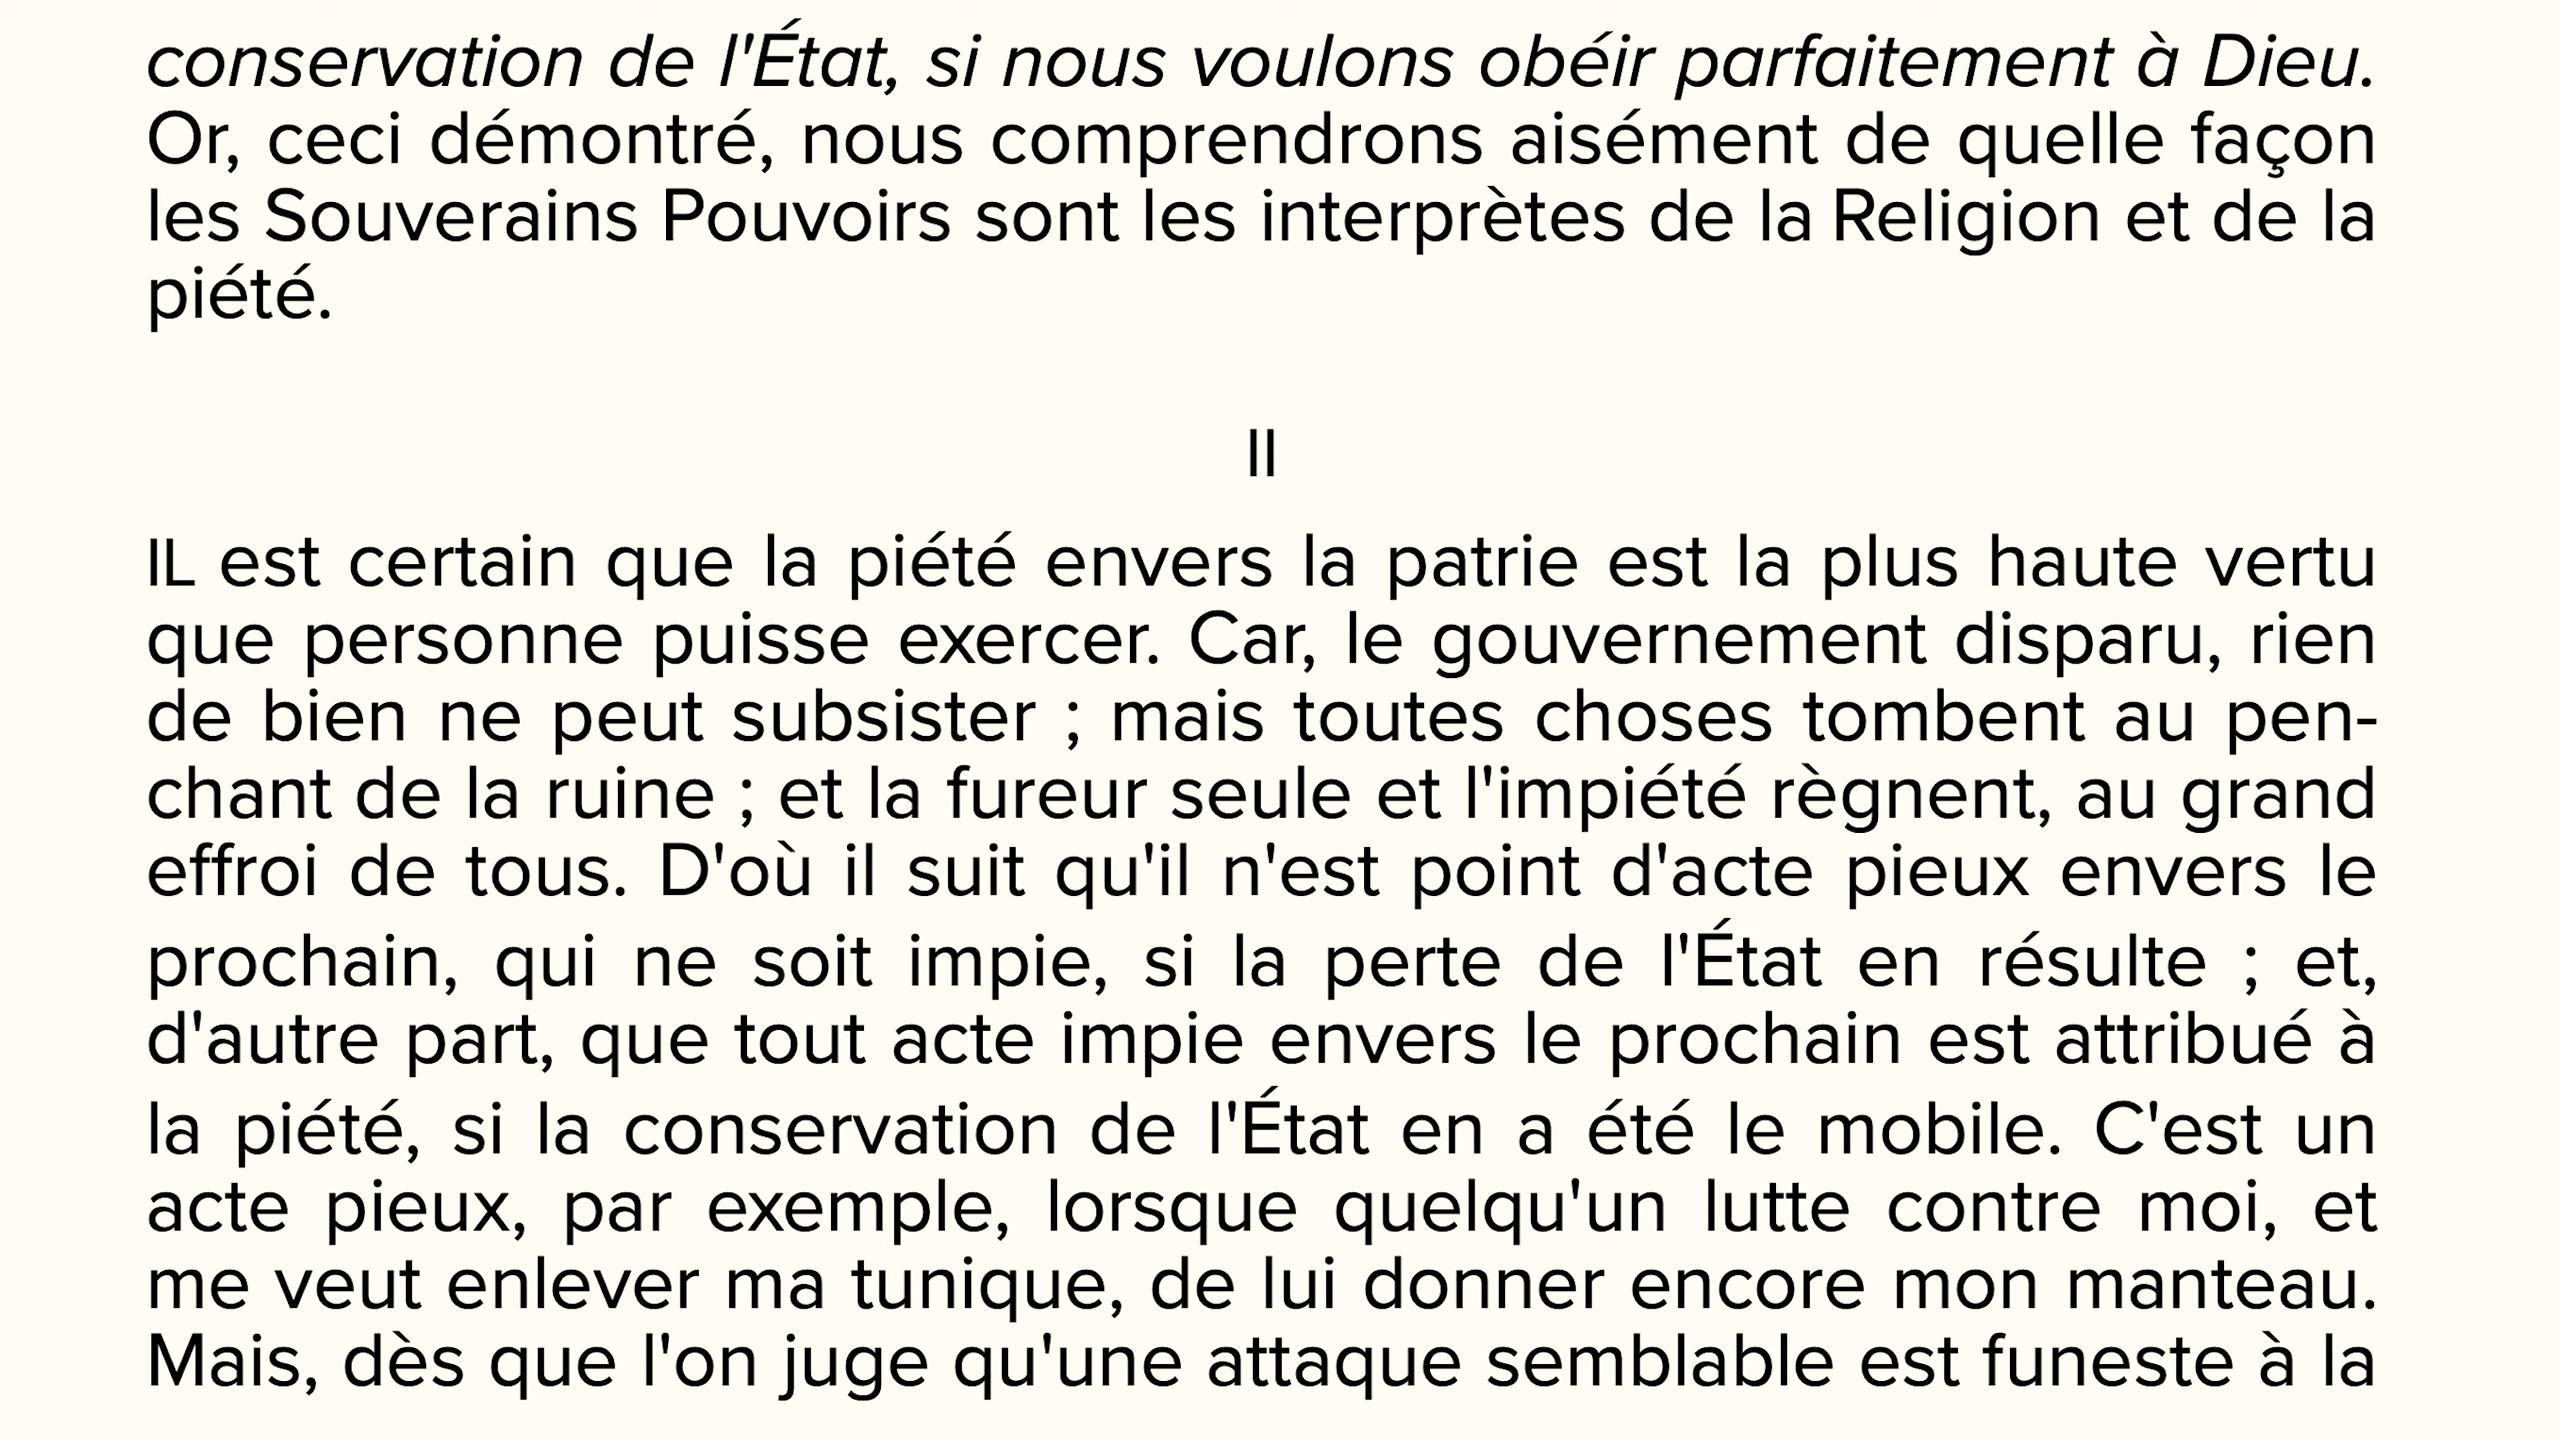 conservation de l'État, si nous voulons obéir parfaitement à Dieu.
Or, ceci démontré, nous comprendrons aisément de quelle façon
les Souverains Pouvoirs sont les interprètes de la Religion et de la
piété.
II
IL est certain que la piété envers la patrie est la plus haute vertu
que personne puisse exercer. Car, le gouvernement disparu, rien
de bien ne peut subsister ; mais toutes choses tombent au pen-
chant de la ruine ; et la fureur seule et l'impiété règnent, au grand
effroi de tous. D'où il suit qu'il n'est point d'acte pieux envers le
prochain, qui ne soit impie, si la perte de l'État en résulte ; et,
d'autre part, que tout acte impie envers le prochain est attribué à
la piété, si la conservation de l'État en a été le mobile. C'est un
acte pieux, par exemple, lorsque quelqu'un lutte contre moi, et
me veut enlever ma tunique, de lui donner encore mon manteau.
Mais, dès que l'on juge qu'une attaque semblable est funeste à la